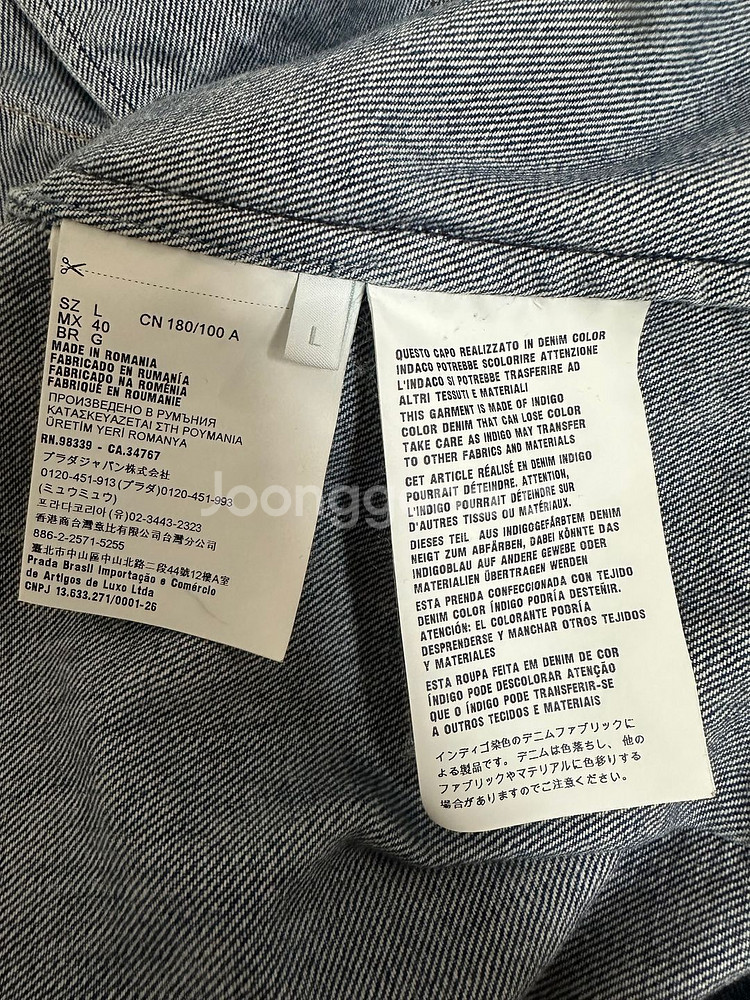 SZ L
MX 40
BR G
CN 180/100 A
L
MADE IN ROMANIA
FABRICADO EN RUMANÍA
FABRICADO NA ROMÊNIA
FABRIQUÉ EN ROUMANIE
ПРОИЗВЕДЕНО В РУМЪНИЯ
ΚΑΤΑΣΚΕΥΑΖΕΤΑΙ ΣΤΗ ΡΟΥΜΑΝΙΑ
ÜRETİM YERİ ROMANYA
RN.98339 - CA.34767
プラダジャパン株式会社
0120-451-913(プラダ)0120-451-993
(ミュウミュウ)
프라다코리아(유)02-3443-2323
香港商台灣普比有限公司台灣分公司
886-2-2571-5255
臺北市中山區中山北路二段44號12樓A室
Prada Brasil Importação e Comércio
de Artigos de Luxo Ltda
CNPJ 13.633.271/0001-26
QUESTO CAPO REALIZZATO IN DENIM COLOR
INDACO POTREBBE SCOLORIRE ATTENZIONE
L'INDACO SI POTREBBE TRASFERIRE AD
ALTRI TESSUTI E MATERIALI
THIS GARMENT IS MADE OF INDIGO
COLOR DENIM THAT CAN LOSE COLOR
TAKE CARE AS INDIGO MAY TRANSFER
TO OTHER FABRICS AND MATERIALS
CET ARTICLE RÉALISÉ EN DENIM INDIGO
POURRAIT DÉTEINDRE. ATTENTION,
L'INDIGO POURRAIT DÉTEINDRE SUR
D'AUTRES TISSUS OU MATÉRIAUX.
DIESES TEIL AUS INDIGOGEFÄRBTEM DENIM
NEIGT ZUM ABFÄRBEN, DABEI KÖNNTE DAS
INDIGOBLAU AUF ANDERE GEWEBE ODER
MATERIALIEN ÜBERTRAGEN WERDEN
ESTA PRENDA CONFECCIONADA CON TEJIDO
DENIM COLOR ÍNDIGO PODRÍA DESTEÑIR.
ATENCIÓN: EL COLORANTE PODRÍA
DESPRENDERSE Y MANCHAR OTROS TEJIDOS
Y MATERIALES
ESTA ROUPA FEITA EM DENIM DE COR
ÍNDIGO PODE DESCOLORAR ATENÇÃO
QUE O ÍNDIGO PODE TRANSFERIR-SE
A OUTROS TECIDOS E MATERIAIS
インディゴ染色のデニムファブリックに
よる製品です。デニムは色落ちし、他の
ファブリックやマテリアルに色移りする
場合がありますのでご注意ください。